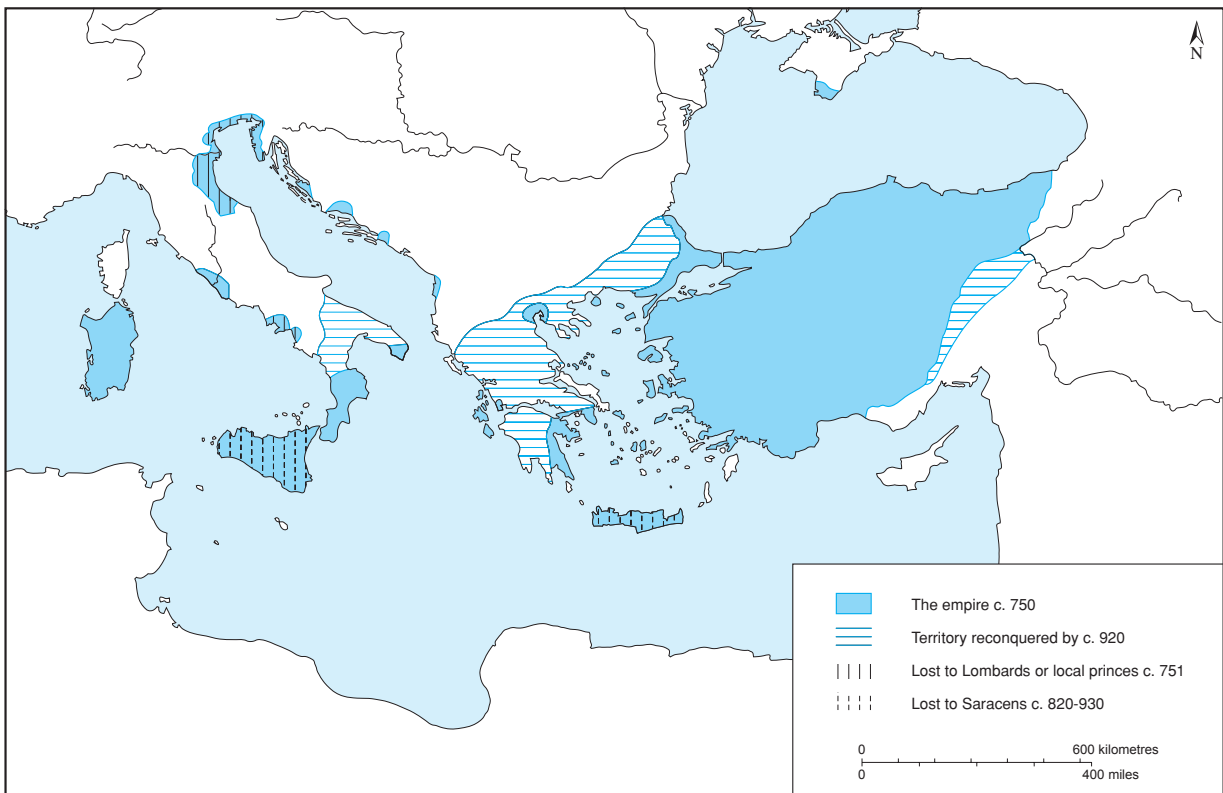 N
The empire c. 750
Territory reconquered by c. 920
Lost to Lombards or local princes c. 751
Lost to Saracens c. 820-930
0 600 kilometres
0 400 miles